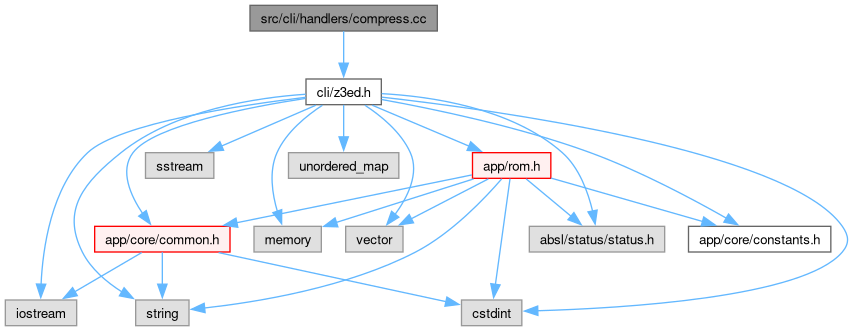 src/cli/handlers/compress.cc
cli/z3ed.h
sstream
unordered_map
app/rom.h
app/core/common.h
memory
vector
absl/status/status.h
app/core/constants.h
iostream
string
cstdint